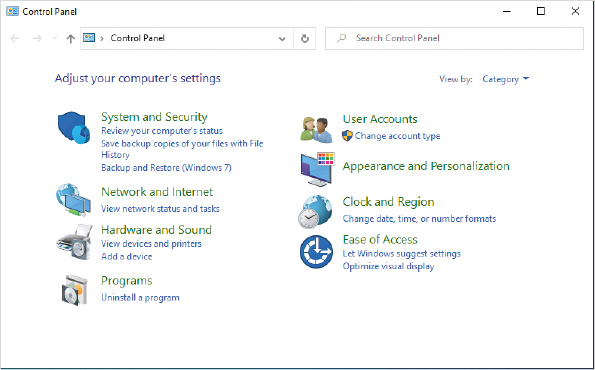 Control Panel
Control Panel
Search Control Panel
Adjust your computer's settings
View by: Category
System and Security
Review your computer's status
Save backup copies of your files with File
History
Backup and Restore (Windows 7)
Network and Internet
View network status and tasks
Hardware and Sound
View devices and printers
Add a device
Programs
Uninstall a program
User Accounts
Change account type
Appearance and Personalization
Clock and Region
Change date, time, or number formats
Ease of Access
Let Windows suggest settings
Optimize visual display